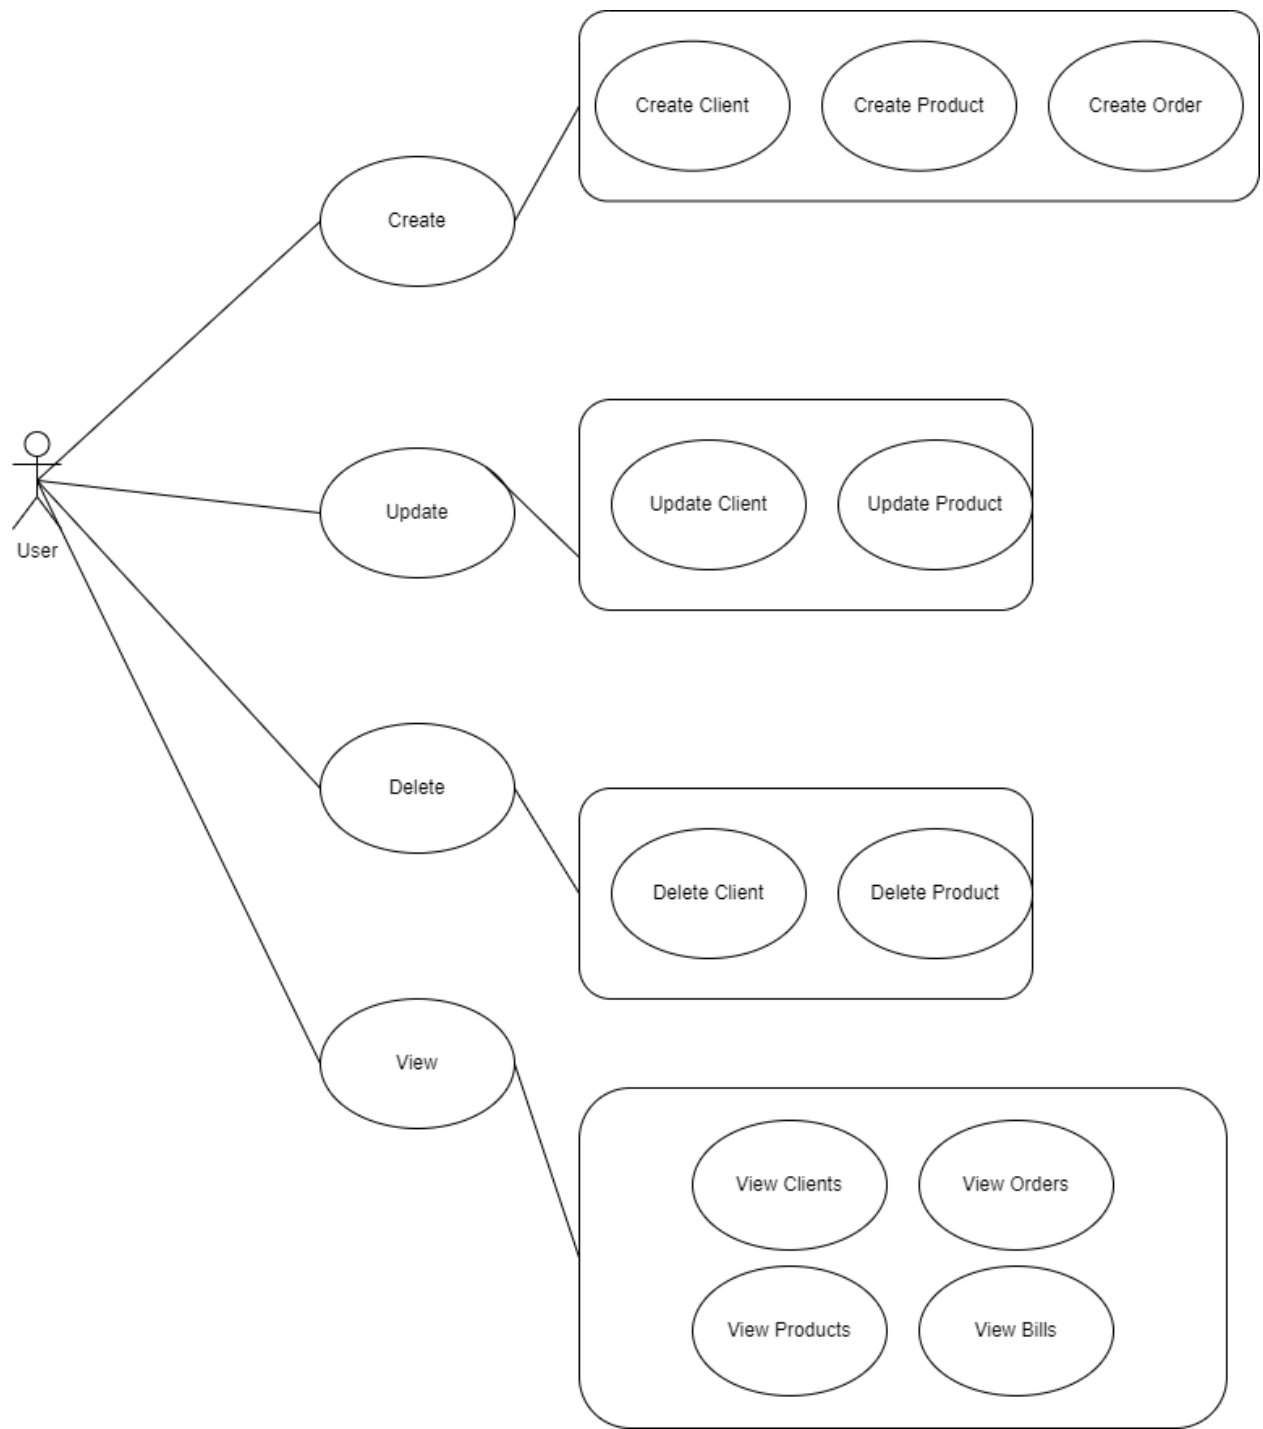 Create Client
Create Product
Create Order
Create
Update Client
Update Product
Update
User
Delete
Delete Client
Delete Product
View
View Clients
View Orders
View Products
View Bills